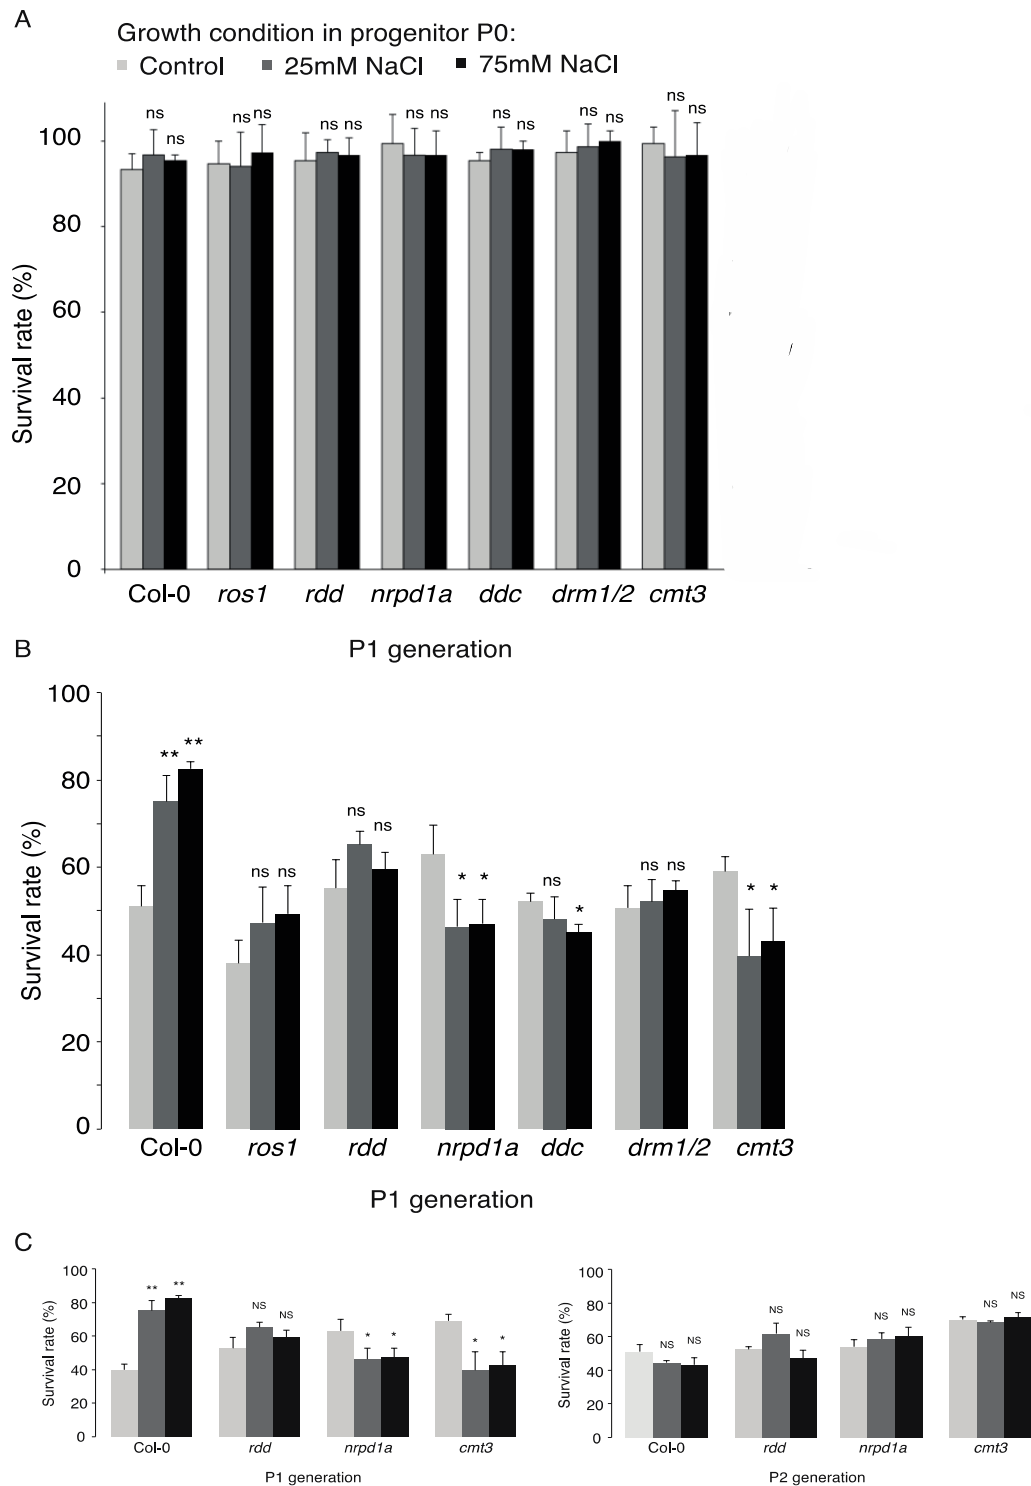 A
Growth condition in progenitor P0:
Control 25mM NaCl 75mM NaCl
ns ns ns ns ns ns ns ns ns ns ns ns ns ns
100
80
60
40
20
0
Survival rate (%)
Col-0 ros1 rdd nrpd1a ddc drm1/2 cmt3
P1 generation
B
100
80
60
40
20
0
Survival rate (%)
** ** ns ns ns ns * * ns * ns ns * *
Col-0 ros1 rdd nrpd1a ddc drm1/2 cmt3
P1 generation
C
100
80
60
40
20
0
Survival rate (%)
** ** NS NS * * * *
Col-0 rdd nrpd1a cmt3
P1 generation
100
80
60
40
20
0
Survival rate (%)
NS NS NS NS NS NS NS NS
Col-0 rdd nrpd1a cmt3
P2 generation